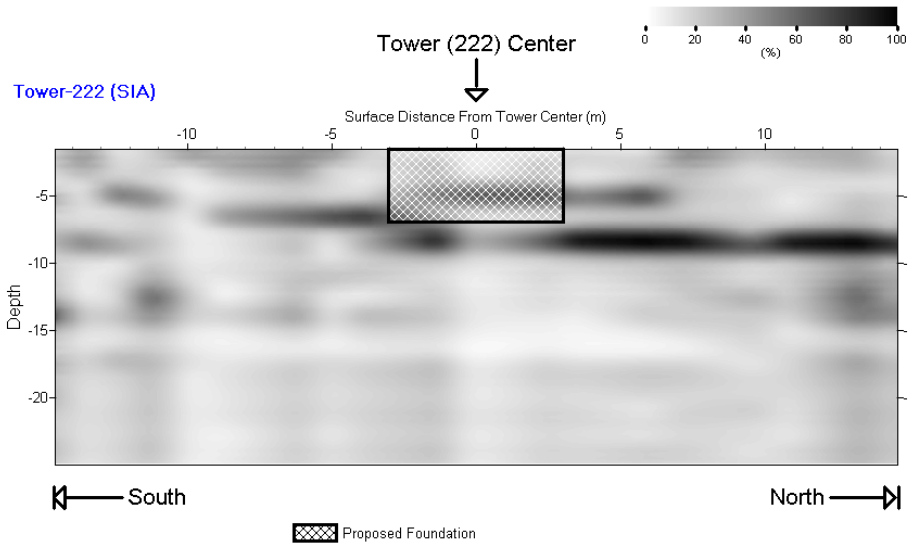 0 20 40 60 80 100
(%)
Tower (222) Center
Tower-222 (SIA)
Surface Distance From Tower Center (m)
-10 -5 0 5 10
-5
-10
-15
-20
Depth
South
North
Proposed Foundation